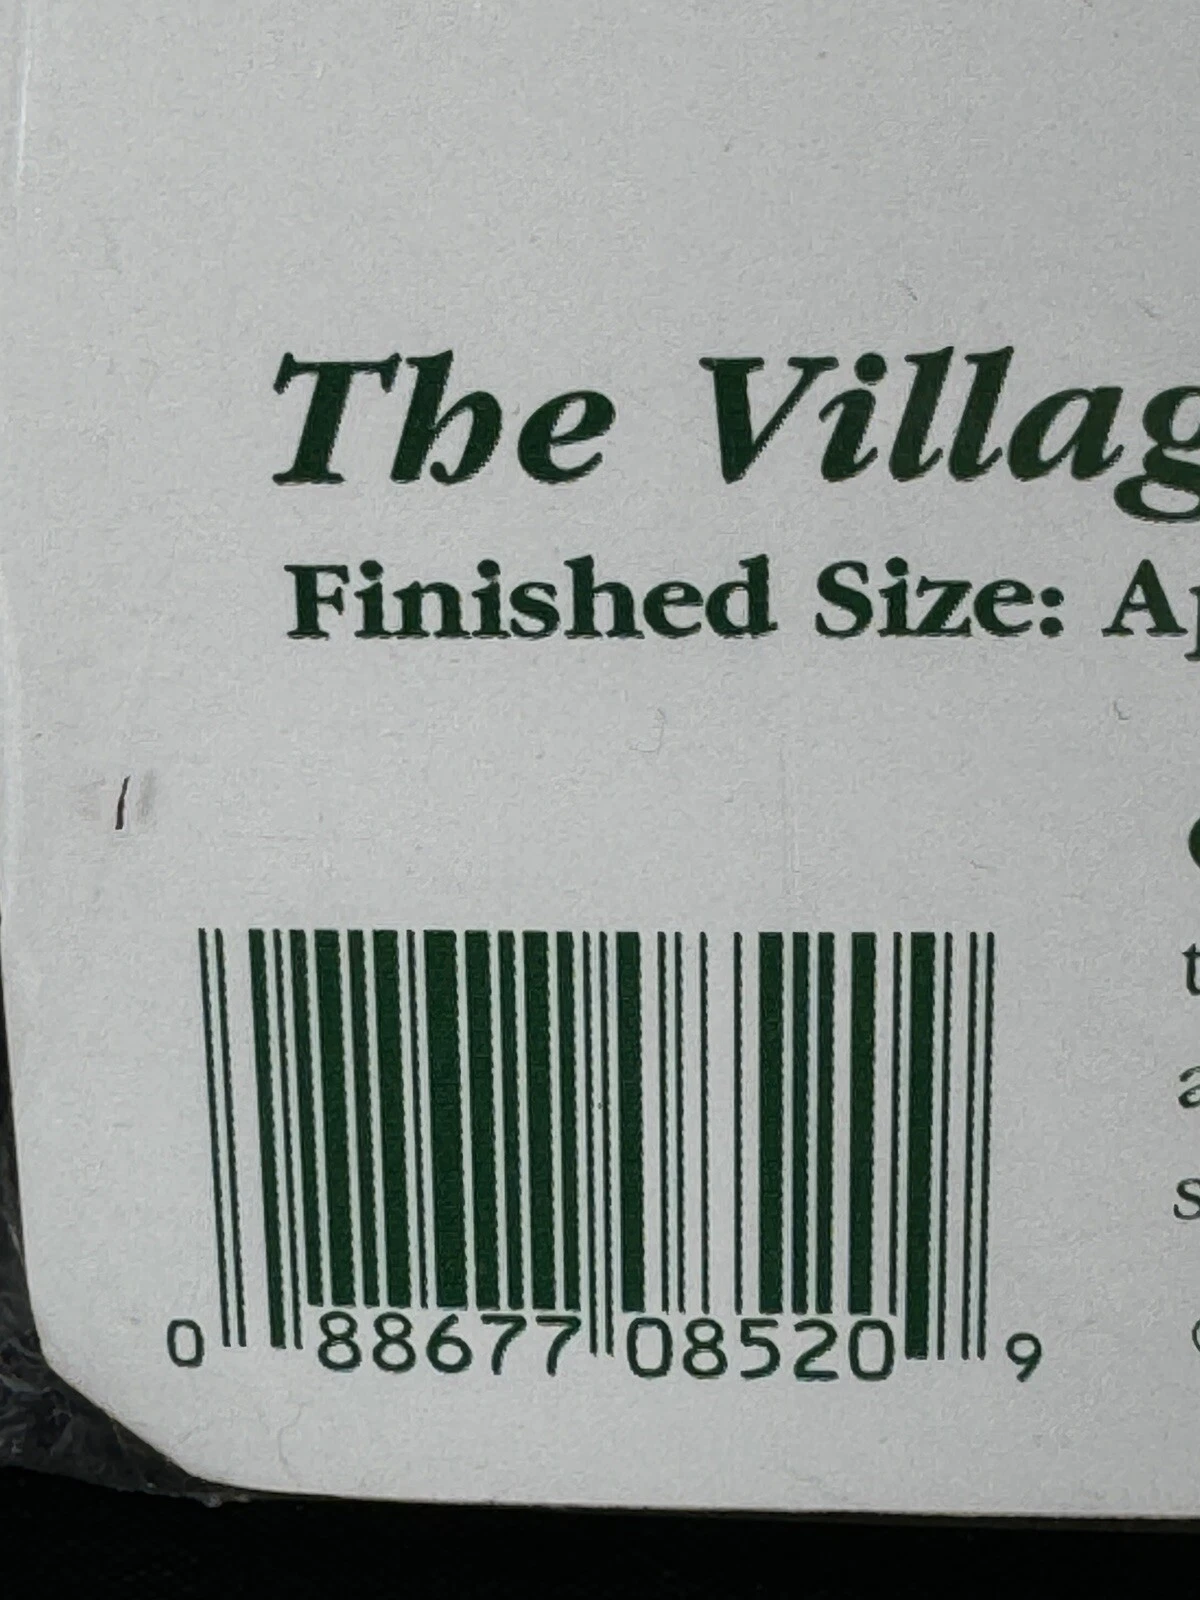 The Villag
Finished Size: Ap
t
a
s
0 88677 08520 9